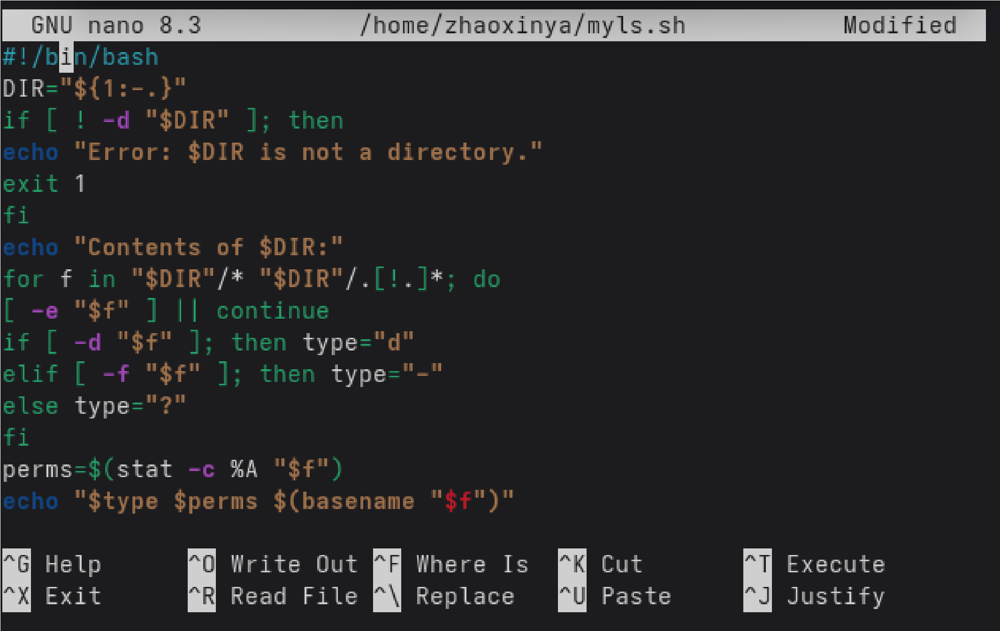 GNU nano 8.3 /home/zhaoxinya/myls.sh Modified
#!/bin/bash
DIR="${1:-.}"
if [ ! -d "$DIR" ]; then
echo "Error: $DIR is not a directory."
exit 1
fi
echo "Contents of $DIR:"
for f in "$DIR"/* "$DIR"/.[!.]*; do
[ -e "$f" ] || continue
if [ -d "$f" ]; then type="d"
elif [ -f "$f" ]; then type="-"
else type="?"
fi
perms=$(stat -c %A "$f")
echo "$type $perms $(basename "$f")"
^G Help ^O Write Out ^F Where Is ^K Cut ^T Execute
^X Exit ^R Read File ^\ Replace ^U Paste ^J Justify